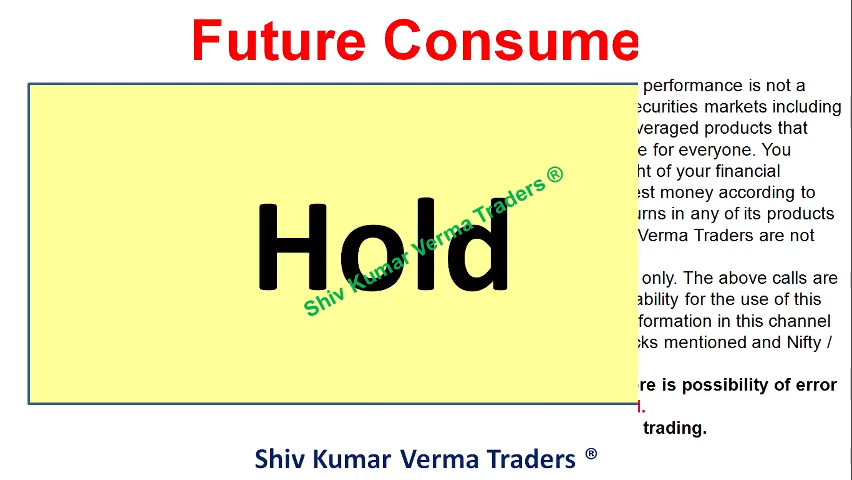 Future Consume
performance is not a
ecurities markets including
veraged products that
e for everyone. You
ht of your financial
est money according to
urns in any of its products
Verma Traders are not
only. The above calls are
ability for the use of this
formation in this channel
cks mentioned and Nifty /
ere is possibility of error
l.
trading.
Hold
Shiv Kumar Verma Traders ®
Shiv Kumar Verma Traders ®